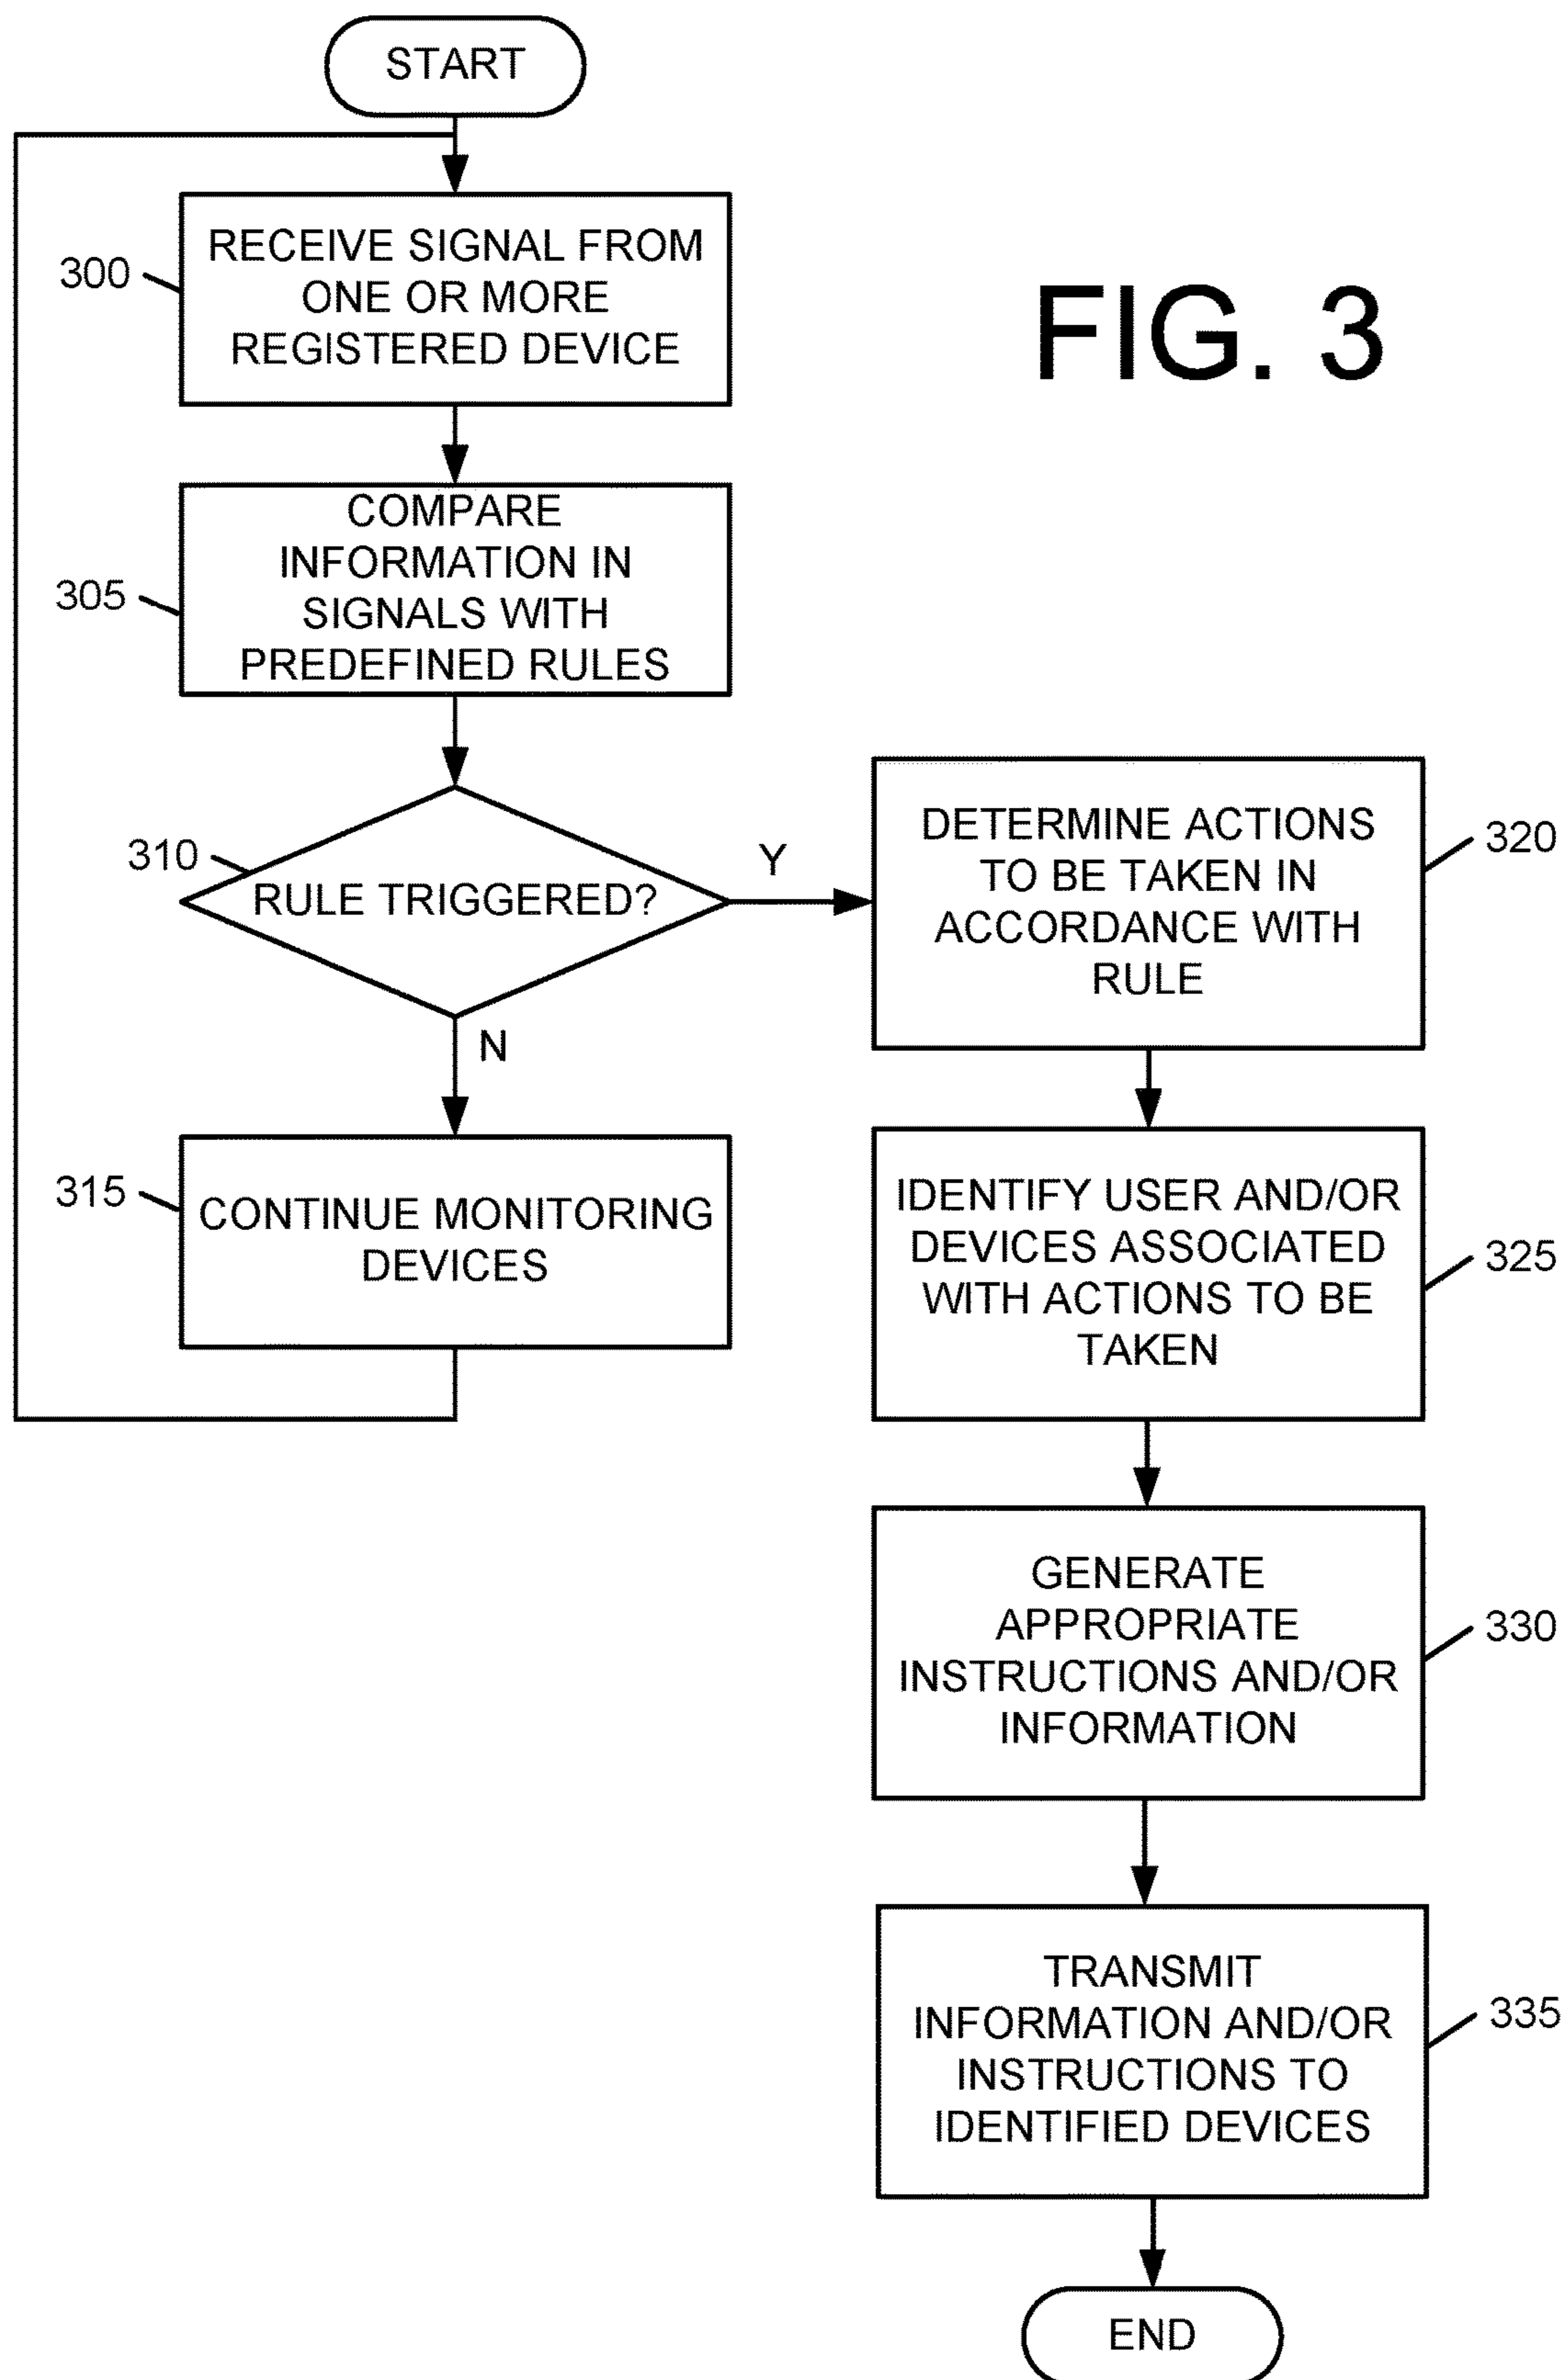 START
300
RECEIVE SIGNAL FROM
ONE OR MORE
REGISTERED DEVICE
FIG. 3
305
COMPARE
INFORMATION IN
SIGNALS WITH
PREDEFINED RULES
310
RULE TRIGGERED?
Y
N
315
CONTINUE MONITORING
DEVICES
DETERMINE ACTIONS
TO BE TAKEN IN
ACCORDANCE WITH
RULE
320
IDENTIFY USER AND/OR
DEVICES ASSOCIATED
WITH ACTIONS TO BE
TAKEN
325
GENERATE
APPROPRIATE
INSTRUCTIONS AND/OR
INFORMATION
330
TRANSMIT
INFORMATION AND/OR
INSTRUCTIONS TO
IDENTIFIED DEVICES
335
END